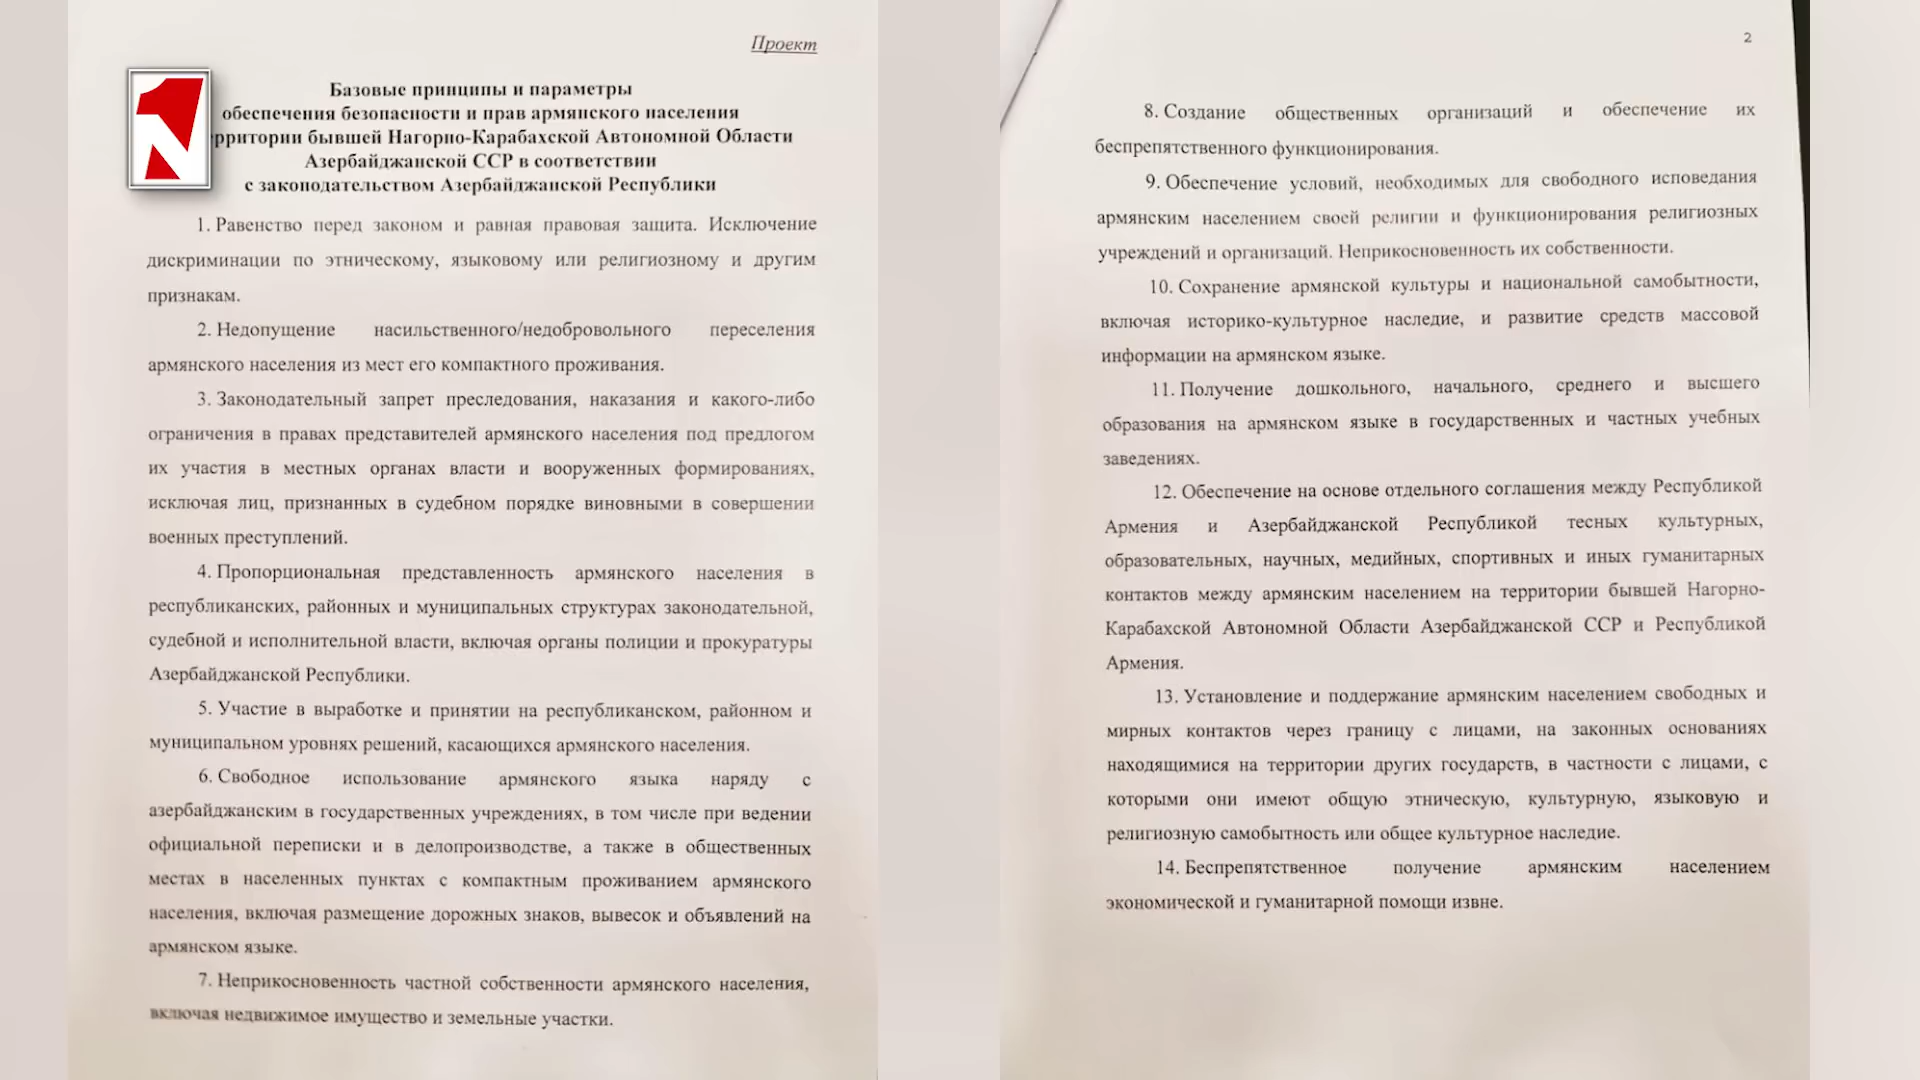 Проект
Базовые принципы и параметры
обеспечения безопасности и прав армянского населения
ерритории бывшей Нагорно-Карабахской Автономной Области
Азербайджанской ССР в соответствии
с законодательством Азербайджанской Республики
1. Равенство перед законом и равная правовая защита. Исключение
дискриминации по этническому, языковому или религиозному и другим
признакам.
2. Недопущение насильственного/недобровольного переселения
армянского населения из мест его компактного проживания.
3. Законодательный запрет преследования, наказания и какого-либо
ограничения в правах представителей армянского населения под предлогом
их участия в местных органах власти и вооруженных формированиях,
исключая лиц, признанных в судебном порядке виновными в совершении
военных преступлений.
4. Пропорциональная представленность армянского населения в
республиканских, районных и муниципальных структурах законодательной,
судебной и исполнительной власти, включая органы полиции и прокуратуры
Азербайджанской Республики.
5. Участие в выработке и принятии на республиканском, районном и
муниципальном уровнях решений, касающихся армянского населения.
6. Свободное использование армянского языка наряду с
азербайджанским в государственных учреждениях, в том числе при ведении
официальной переписки и в делопроизводстве, а также в общественных
местах в населенных пунктах с компактным проживанием армянского
населения, включая размещение дорожных знаков, вывесок и объявлений на
армянском языке.
7. Неприкосновенность частной собственности армянского населения,
включая недвижимое имущество и земельные участки.
2
8. Создание общественных организаций и обеспечение их
беспрепятственного функционирования.
9. Обеспечение условий, необходимых для свободного исповедания
армянским населением своей религии и функционирования религиозных
учреждений и организаций. Неприкосновенность их собственности.
10. Сохранение армянской культуры и национальной самобытности,
включая историко-культурное наследие, и развитие средств массовой
информации на армянском языке.
11. Получение дошкольного, начального, среднего и высшего
образования на армянском языке в государственных и частных учебных
заведениях.
12. Обеспечение на основе отдельного соглашения между Республикой
Армения и Азербайджанской Республикой тесных культурных,
образовательных, научных, медийных, спортивных и иных гуманитарных
контактов между армянским населением на территории бывшей Нагорно-
Карабахской Автономной Области Азербайджанской ССР и Республикой
Армения.
13. Установление и поддержание армянским населением свободных и
мирных контактов через границу с лицами, на законных основаниях
находящимися на территории других государств, в частности с лицами, с
которыми они имеют общую этническую, культурную, языковую и
религиозную самобытность или общее культурное наследие.
14. Беспрепятственное получение армянским населением
экономической и гуманитарной помощи извне.